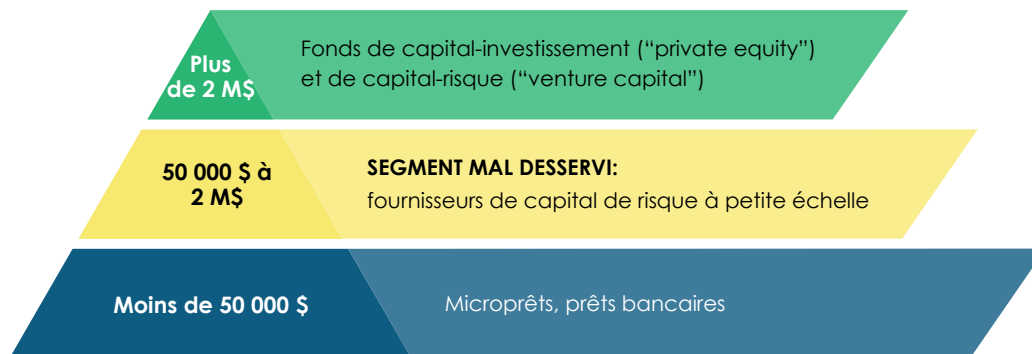 Plus
de 2 M$
Fonds de capital-investissement (“private equity”)
et de capital-risque (“venture capital”)
50 000 $ à
2 M$
SEGMENT MAL DESSERVI:
fournisseurs de capital de risque à petite échelle
Moins de 50 000 $
Microprêts, prêts bancaires